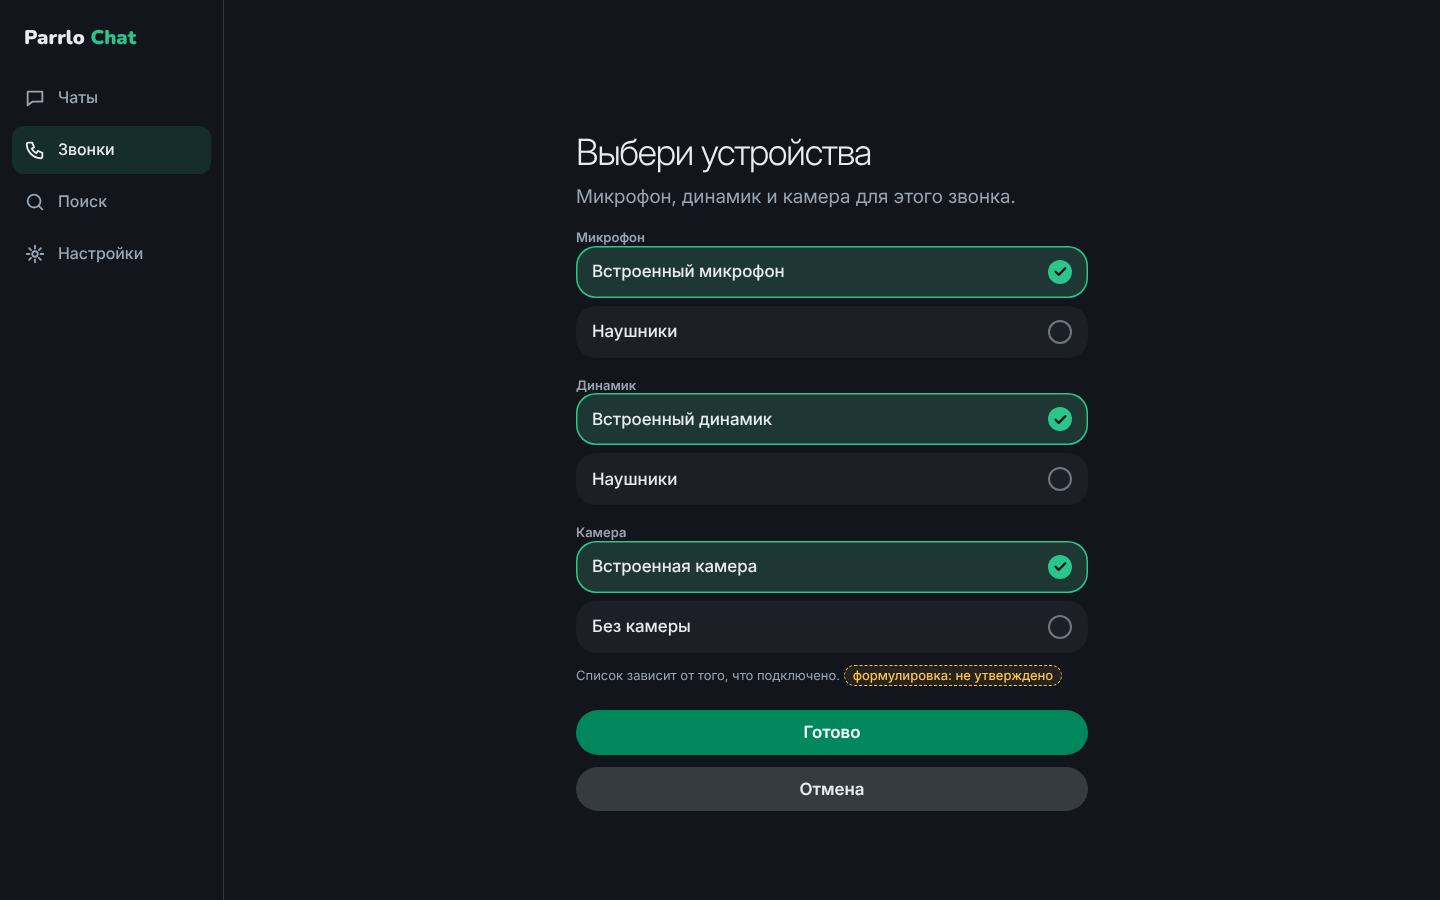 Parrlo Chat
Чаты
Звонки
Поиск
Настройки
Выбери устройства
Микрофон, динамик и камера для этого звонка.
Микрофон
Встроенный микрофон
Наушники
Динамик
Встроенный динамик
Наушники
Камера
Встроенная камера
Без камеры
Список зависит от того, что подключено. формулировка: не утверждено
Готово
Отмена